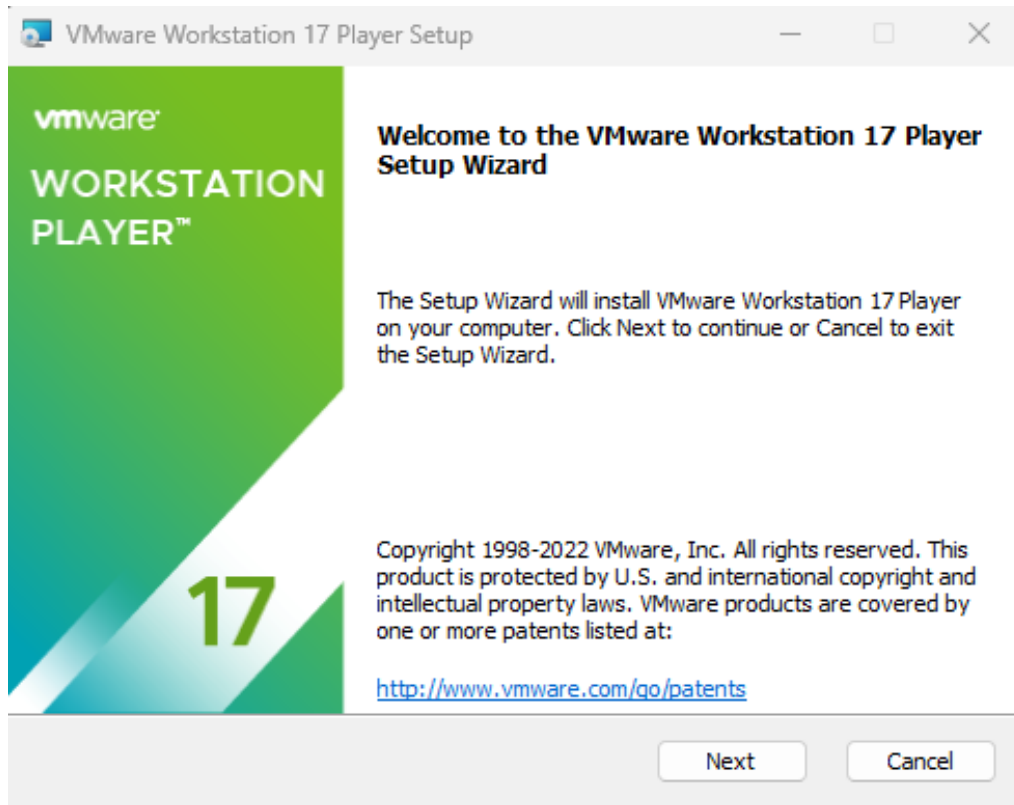 VMware Workstation 17 Player Setup
vmware
WORKSTATION
PLAYER™
17
Welcome to the VMware Workstation 17 Player
Setup Wizard
The Setup Wizard will install VMware Workstation 17 Player
on your computer. Click Next to continue or Cancel to exit
the Setup Wizard.
Copyright 1998-2022 VMware, Inc. All rights reserved. This
product is protected by U.S. and international copyright and
intellectual property laws. VMware products are covered by
one or more patents listed at:
http://www.vmware.com/go/patents
Next
Cancel